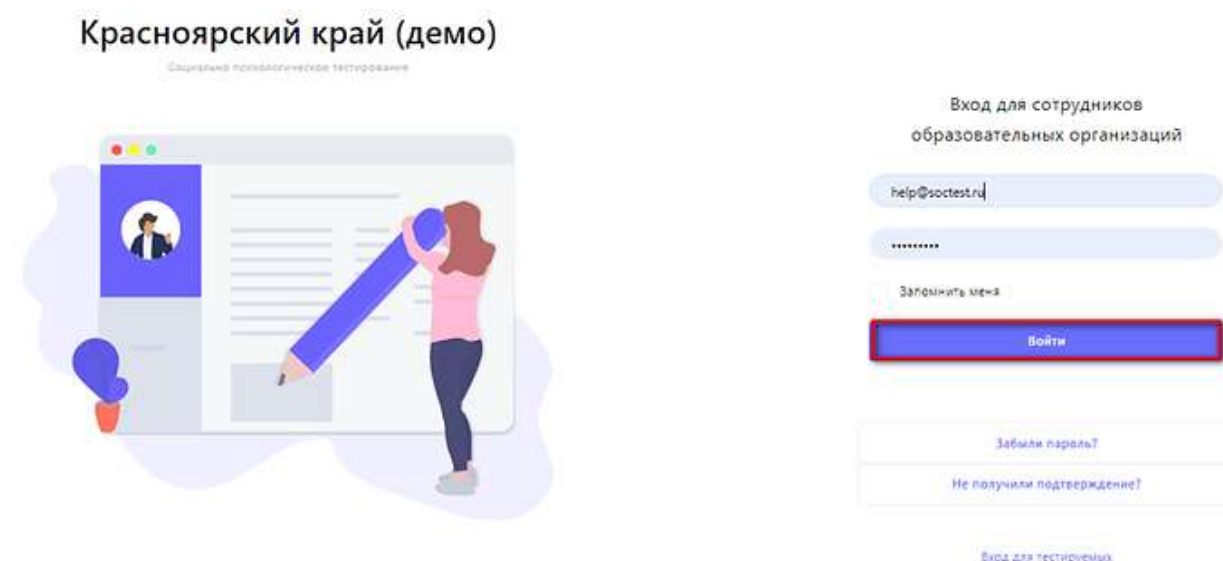 Красноярский край (демо)
Социально психологическое тестирование
Вход для сотрудников
образовательных организаций
help@soctest.ru
•••••••••
Запомнить меня
Войти
Забыли пароль?
Не получили подтверждение?
Вход для тестируемых